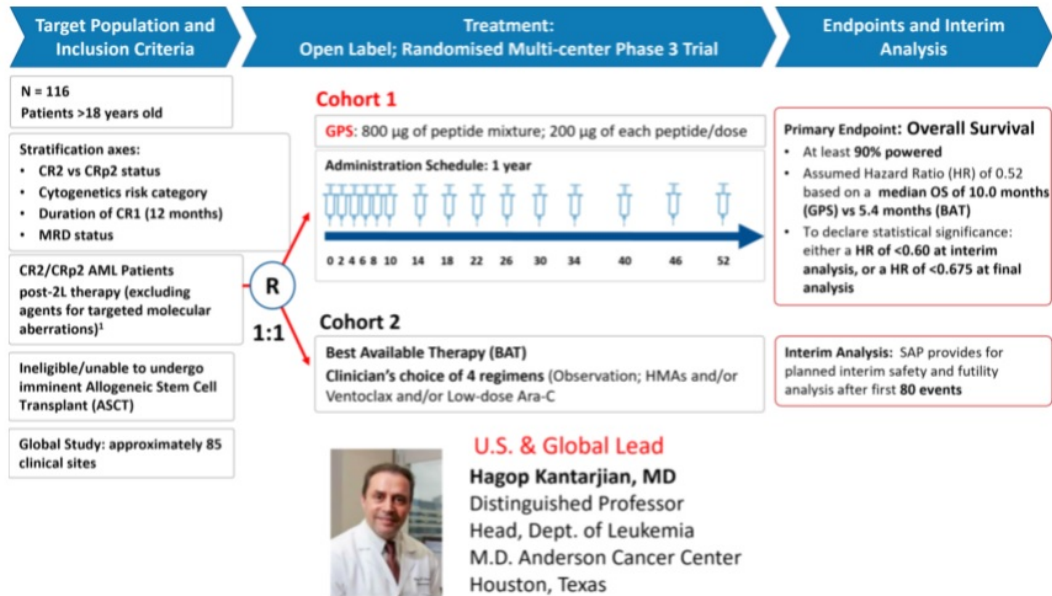 Target Population and
Inclusion Criteria
Treatment:
Open Label; Randomised Multi-center Phase 3 Trial
Endpoints and Interim
Analysis
N = 116
Patients >18 years old
Stratification axes:
• CR2 vs CRp2 status
• Cytogenetics risk category
• Duration of CR1 (12 months)
• MRD status
CR2/CRp2 AML Patients
post-2L therapy (excluding
agents for targeted molecular
aberrations)¹
Ineligible/unable to undergo
imminent Allogeneic Stem Cell
Transplant (ASCT)
Global Study: approximately 85
clinical sites
R
1:1
Cohort 1
GPS: 800 µg of peptide mixture; 200 µg of each peptide/dose
Administration Schedule: 1 year
0 2 4 6 8 10 14 18 22 26 30 34 40 46 52
Cohort 2
Best Available Therapy (BAT)
Clinician's choice of 4 regimens (Observation; HMAs and/or
Ventoclax and/or Low-dose Ara-C
Primary Endpoint: Overall Survival
• At least 90% powered
• Assumed Hazard Ratio (HR) of 0.52
based on a median OS of 10.0 months
(GPS) vs 5.4 months (BAT)
• To declare statistical significance:
either a HR of <0.60 at interim
analysis, or a HR of <0.675 at final
analysis
Interim Analysis: SAP provides for
planned interim safety and futility
analysis after first 80 events
U.S. & Global Lead
Hagop Kantarjian, MD
Distinguished Professor
Head, Dept. of Leukemia
M.D. Anderson Cancer Center
Houston, Texas